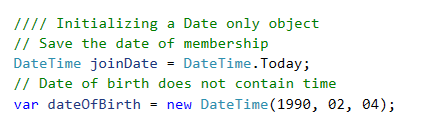 //// Initializing a Date only object
// Save the date of membership
DateTime joinDate = DateTime.Today;
// Date of birth does not contain time
var dateOfBirth = new DateTime(1990, 02, 04);